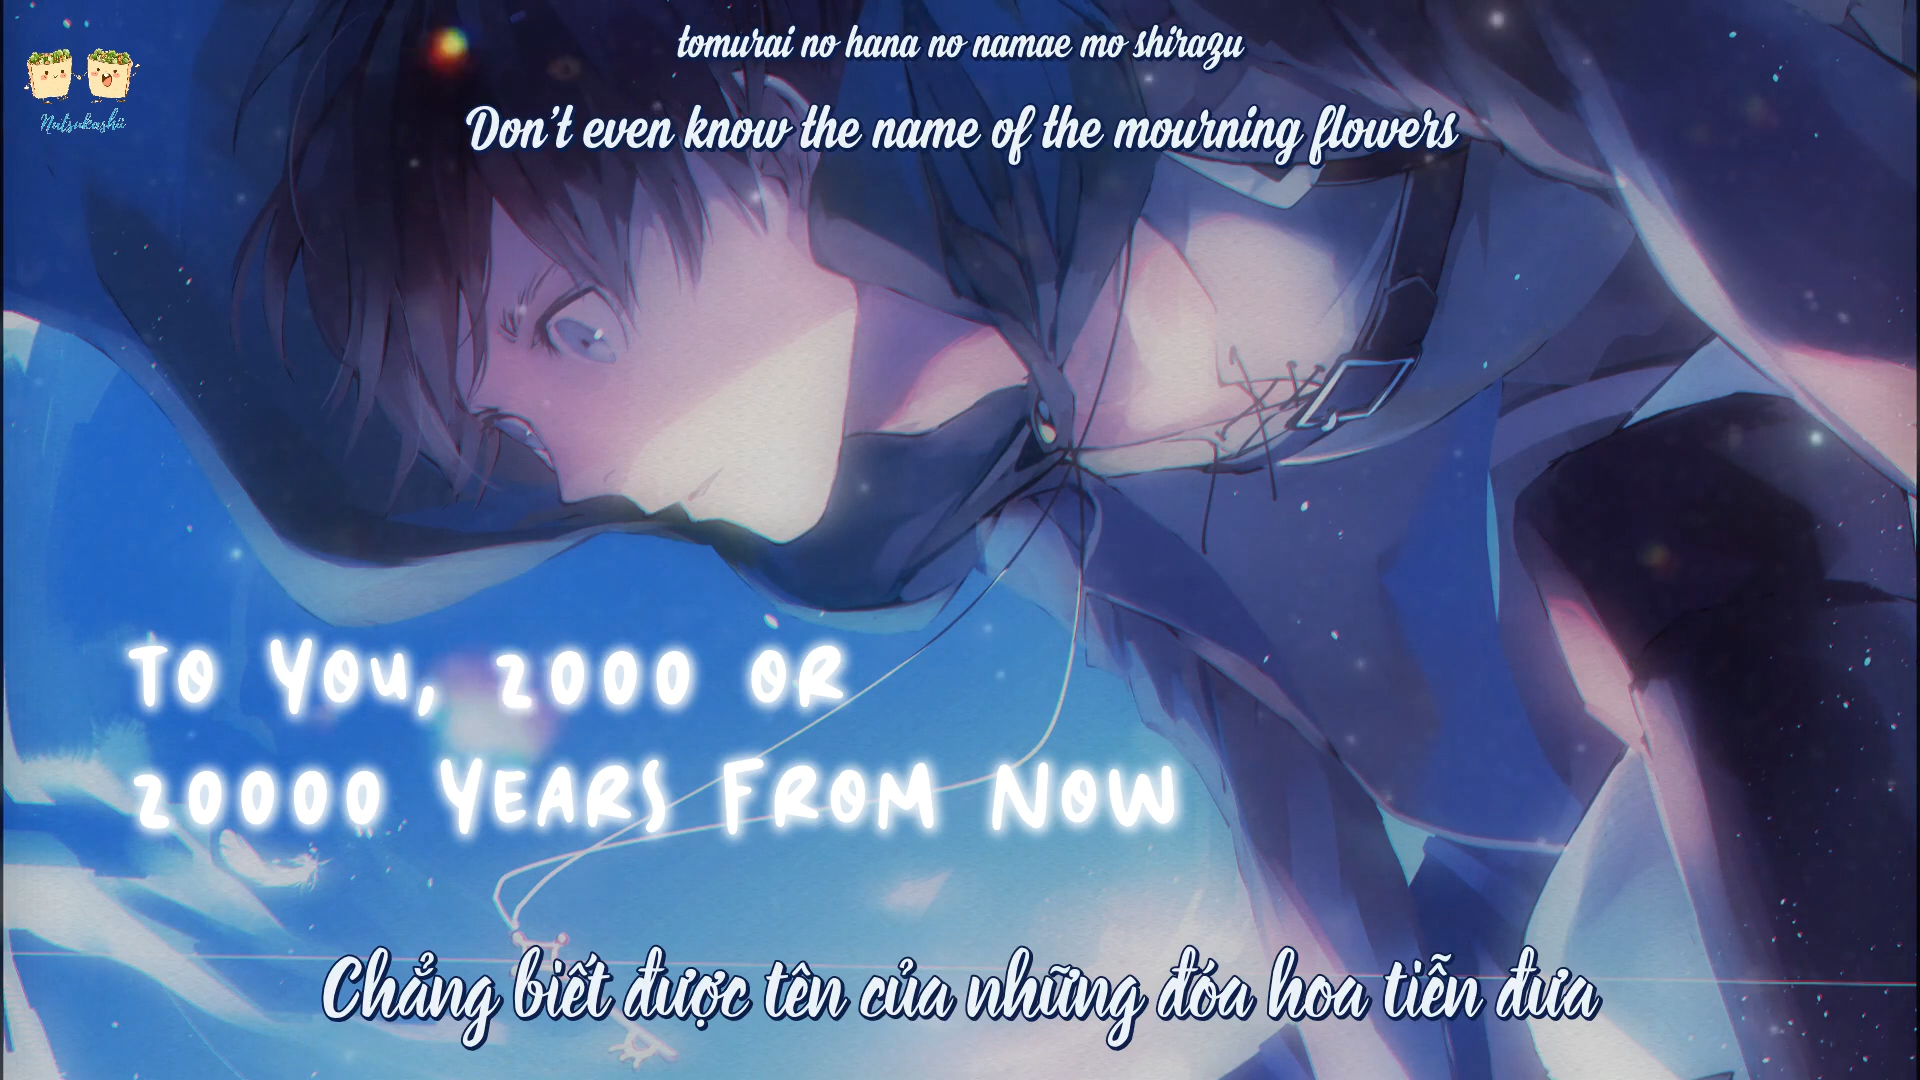 tomurai no hana no namae mo shirazu
Don't even know the name of the mourning flowers
Natsukashii
TO YOU, 2000 OR
20000 YEARS FROM NOW
Chẳng biết được tên của những đóa hoa tiễn đưa